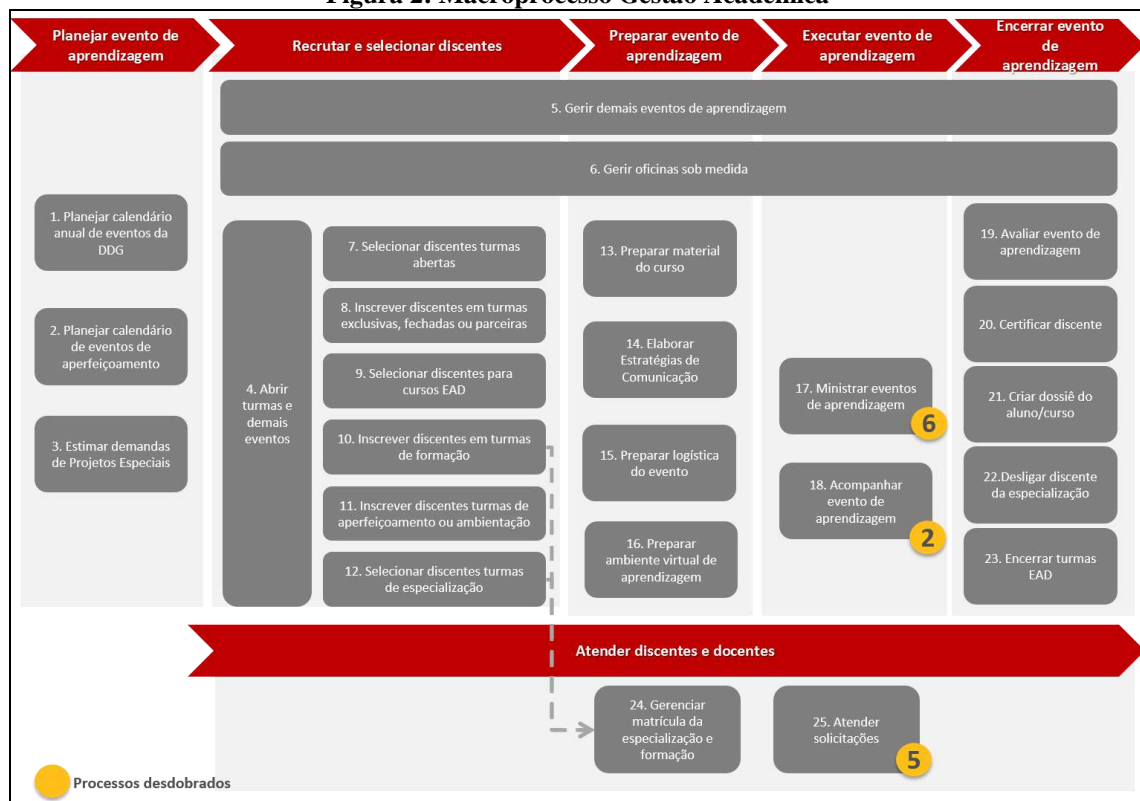 Figura 2: Macroprocesso Gestão Acadêmica
Planejar evento de
aprendizagem
Recrutar e selecionar discentes
Preparar evento de
aprendizagem
Executar evento de
aprendizagem
Encerrar evento
de
aprendizagem
5. Gerir demais eventos de aprendizagem
6. Gerir oficinas sob medida
1. Planejar calendário
anual de eventos da
DDG
2. Planejar calendário
de eventos de
aperfeiçoamento
3. Estimar demandas
de Projetos Especiais
4. Abrir
turmas e
demais
eventos
7. Selecionar discentes turmas
abertas
8. Inscrever discentes em turmas
exclusivas, fechadas ou parceiras
9. Selecionar discentes para
cursos EAD
10. Inscrever discentes em turmas
de formação
11. Inscrever discentes turmas de
aperfeiçoamento ou ambientação
12. Selecionar discentes turmas
de especialização
13. Preparar material
do curso
14. Elaborar
Estratégias de
Comunicação
15. Preparar logística
do evento
16. Preparar
ambiente virtual de
aprendizagem
17. Ministrar eventos
de aprendizagem
6
18. Acompanhar
evento de
aprendizagem
2
19. Avaliar evento de
aprendizagem
20. Certificar discente
21. Criar dossiê do
aluno/curso
22.Desligar discente
da especialização
23. Encerrar turmas
EAD
Atender discentes e docentes
24. Gerenciar
matrícula da
especialização e
formação
25. Atender
solicitações
5
Processos desdobrados